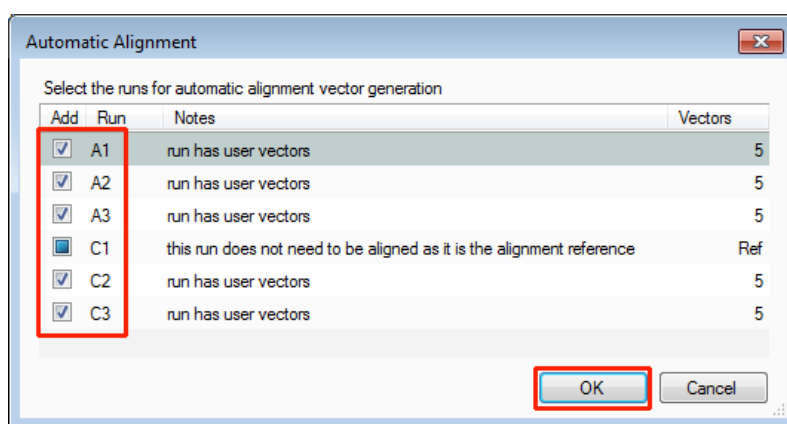 Automatic Alignment
Select the runs for automatic alignment vector generation
Add Run Notes Vectors
A1 run has user vectors 5
A2 run has user vectors 5
A3 run has user vectors 5
C1 this run does not need to be aligned as it is the alignment reference Ref
C2 run has user vectors 5
C3 run has user vectors 5
OK Cancel